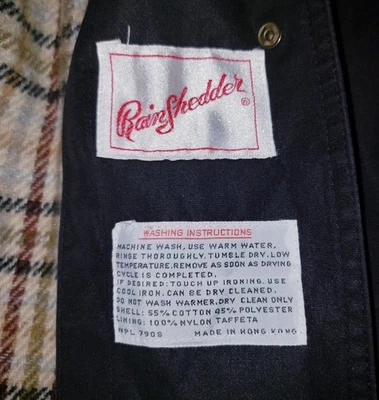 RainShedder®
WASHING INSTRUCTIONS
MACHINE WASH, USE WARM WATER,
RINSE THOROUGHLY, TUMBLE DRY, LOW
TEMPERATURE. REMOVE AS SOON AS DRYING
CYCLE IS COMPLETED.
IF DESIRED: TOUCH UP IRONING, USE
COOL IRON. CAN BE DRY CLEANED.
DO NOT WASH WARMER, DRY CLEAN ONLY
SHELL: 55% COTTON 45% POLYESTER
LINING: 100% NYLON TAFFETA
MADE IN HONG KONG